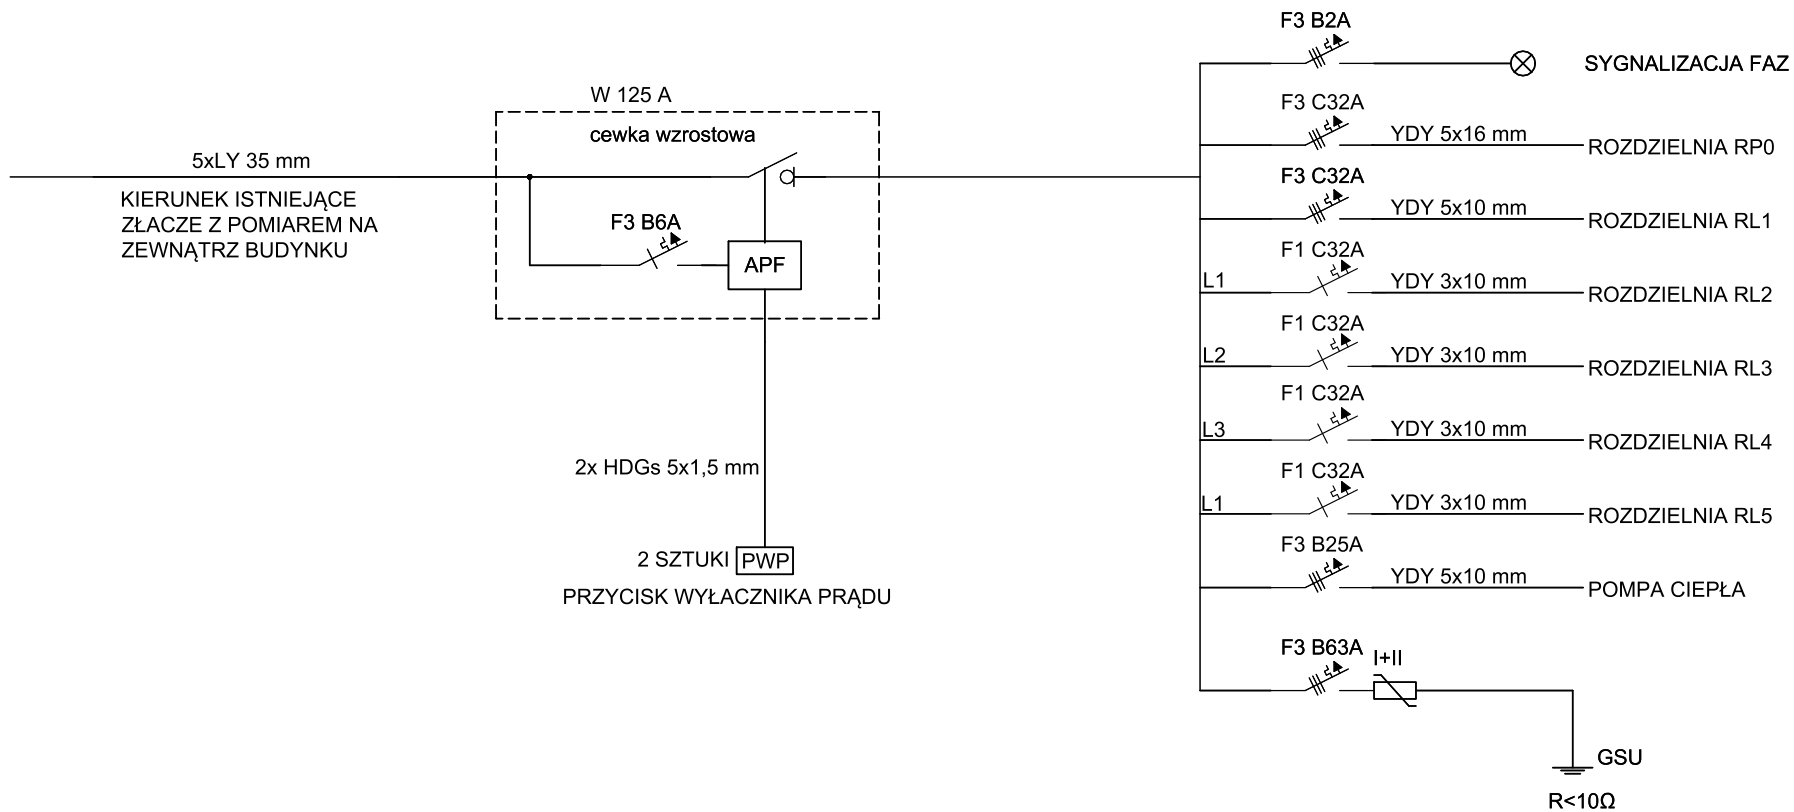 F3 B2A
SYGNALIZACJA FAZ
W 125 A
cewka wzrostowa
F3 C32A
YDY 5x16 mm
ROZDZIELNIA RP0
5xLY 35 mm
KIERUNEK ISTNIEJĄCE
ZŁACZE Z POMIAREM NA
ZEWNĄTRZ BUDYNKU
F3 B6A
APF
F3 C32A
YDY 5x10 mm
ROZDZIELNIA RL1
F1 C32A
L1
YDY 3x10 mm
ROZDZIELNIA RL2
F1 C32A
L2
YDY 3x10 mm
ROZDZIELNIA RL3
F1 C32A
L3
YDY 3x10 mm
ROZDZIELNIA RL4
F1 C32A
L1
YDY 3x10 mm
ROZDZIELNIA RL5
2x HDGs 5x1,5 mm
2 SZTUKI PWP
PRZYCISK WYŁACZNIKA PRĄDU
F3 B25A
YDY 5x10 mm
POMPA CIEPŁA
F3 B63A
I+II
GSU
R<10Ω